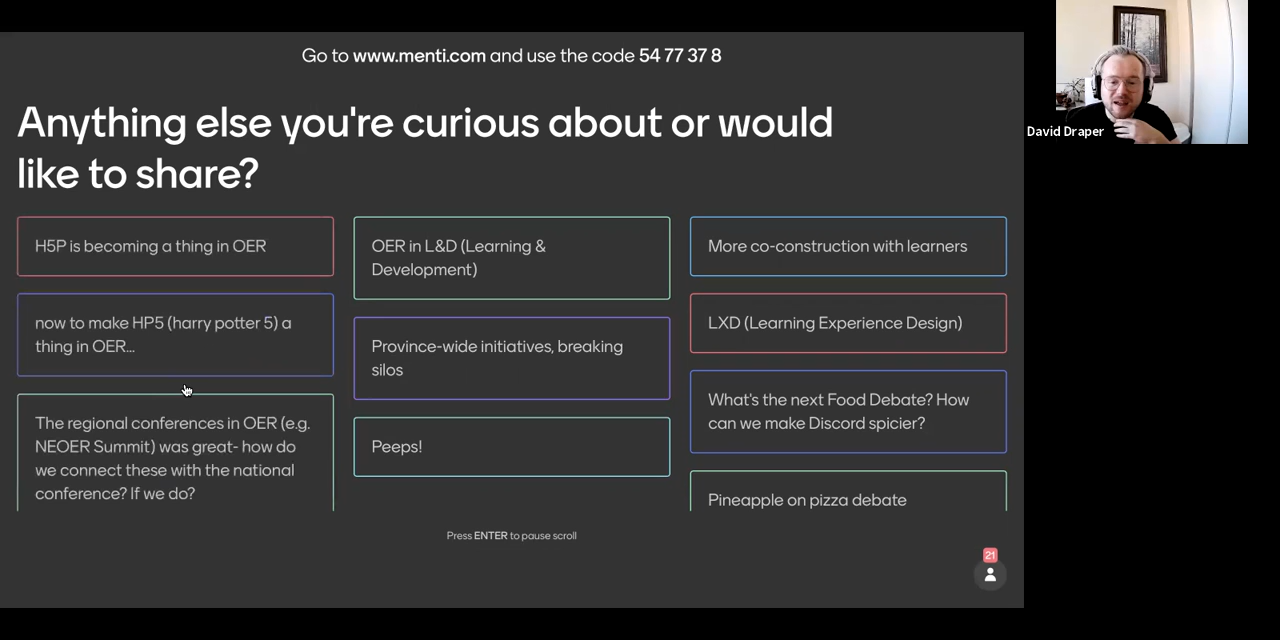 Go to www.menti.com and use the code 54 77 37 8
Anything else you're curious about or would
like to share?
H5P is becoming a thing in OER
now to make HP5 (harry potter 5) a
thing in OER...
The regional conferences in OER (e.g.
NEOER Summit) was great- how do
we connect these with the national
conference? If we do?
OER in L&D (Learning &
Development)
Province-wide initiatives, breaking
silos
Peeps!
More co-construction with learners
LXD (Learning Experience Design)
What's the next Food Debate? How
can we make Discord spicier?
Pineapple on pizza debate
Press ENTER to pause scroll
21
David Draper